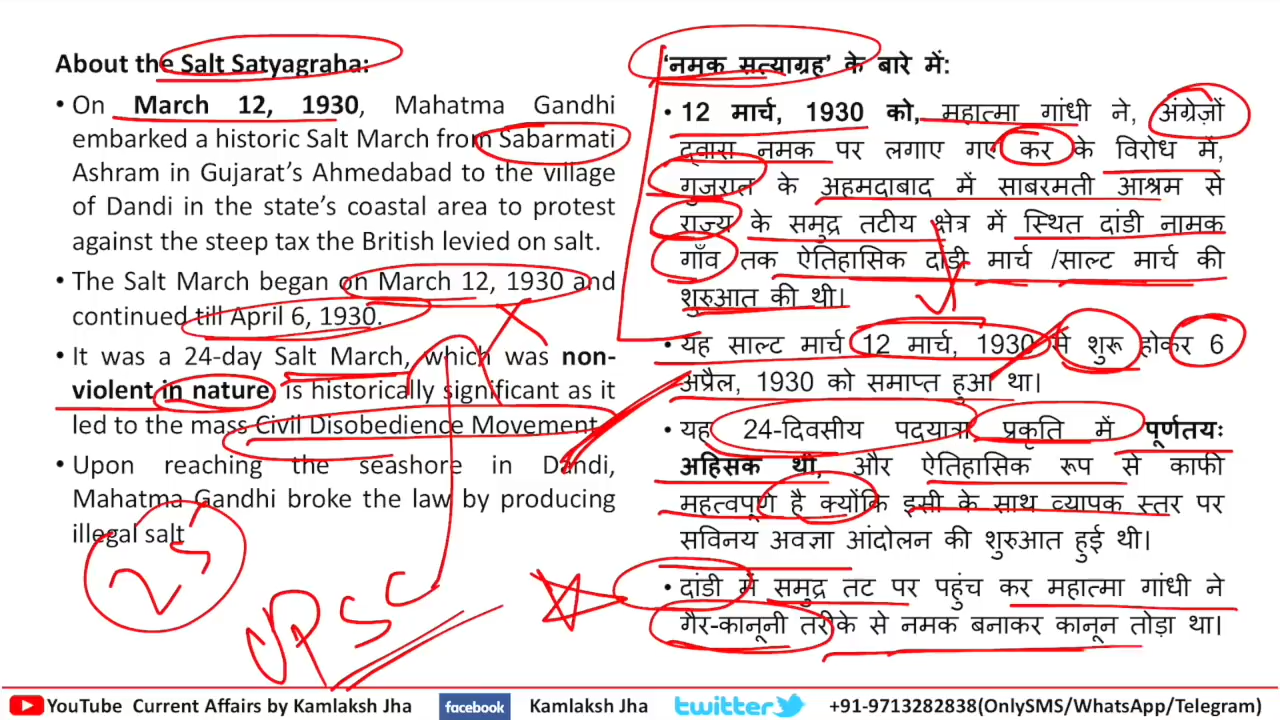 About the Salt Satyagraha:
• On March 12, 1930, Mahatma Gandhi
embarked a historic Salt March from Sabarmati
Ashram in Gujarat's Ahmedabad to the village
of Dandi in the state's coastal area to protest
against the steep tax the British levied on salt.
• The Salt March began on March 12, 1930 and
continued till April 6, 1930.
• It was a 24-day Salt March, which was non-
violent in nature, is historically significant as it
led to the mass Civil Disobedience Movement.
• Upon reaching the seashore in Dandi,
Mahatma Gandhi broke the law by producing
illegal salt
25
UPSC
'नमक सत्याग्रह' के बारे में:
• 12 मार्च, 1930 को, महात्मा गांधी ने, अंग्रेज़ों
द्वारा नमक पर लगाए गए कर के विरोध में,
गुजरात के अहमदाबाद में साबरमती आश्रम से
राज्य के समुद्र तटीय क्षेत्र में स्थित दांडी नामक
गाँव तक ऐतिहासिक दांडी मार्च /साल्ट मार्च की
शुरुआत की थी।
• यह साल्ट मार्च 12 मार्च, 1930 से शुरू होकर 6
अप्रैल, 1930 को समाप्त हुआ था।
• यह 24-दिवसीय पदयात्रा प्रकृति में पूर्णतयः
अहिंसक थी, और ऐतिहासिक रूप से काफी
महत्वपूर्ण है क्योंकि इसी के साथ व्यापक स्तर पर
सविनय अवज्ञा आंदोलन की शुरुआत हुई थी।
• दांडी में समुद्र तट पर पहुंच कर महात्मा गांधी ने
गैर-कानूनी तरीके से नमक बनाकर कानून तोड़ा था।
YouTube Current Affairs by Kamlaksh Jha facebook Kamlaksh Jha twitter +91-9713282838(OnlySMS/WhatsApp/Telegram)